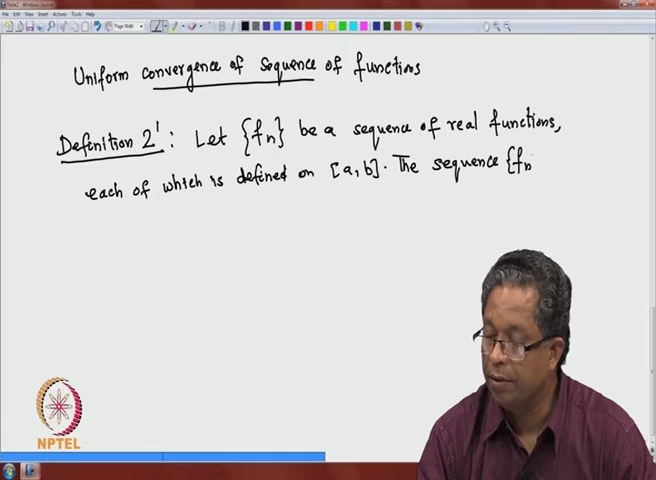 Uniform convergence of sequence of functions
Definition 2': Let {fn} be a sequence of real functions,
each of which is defined on [a, b]. The sequence {fn
NPTEL